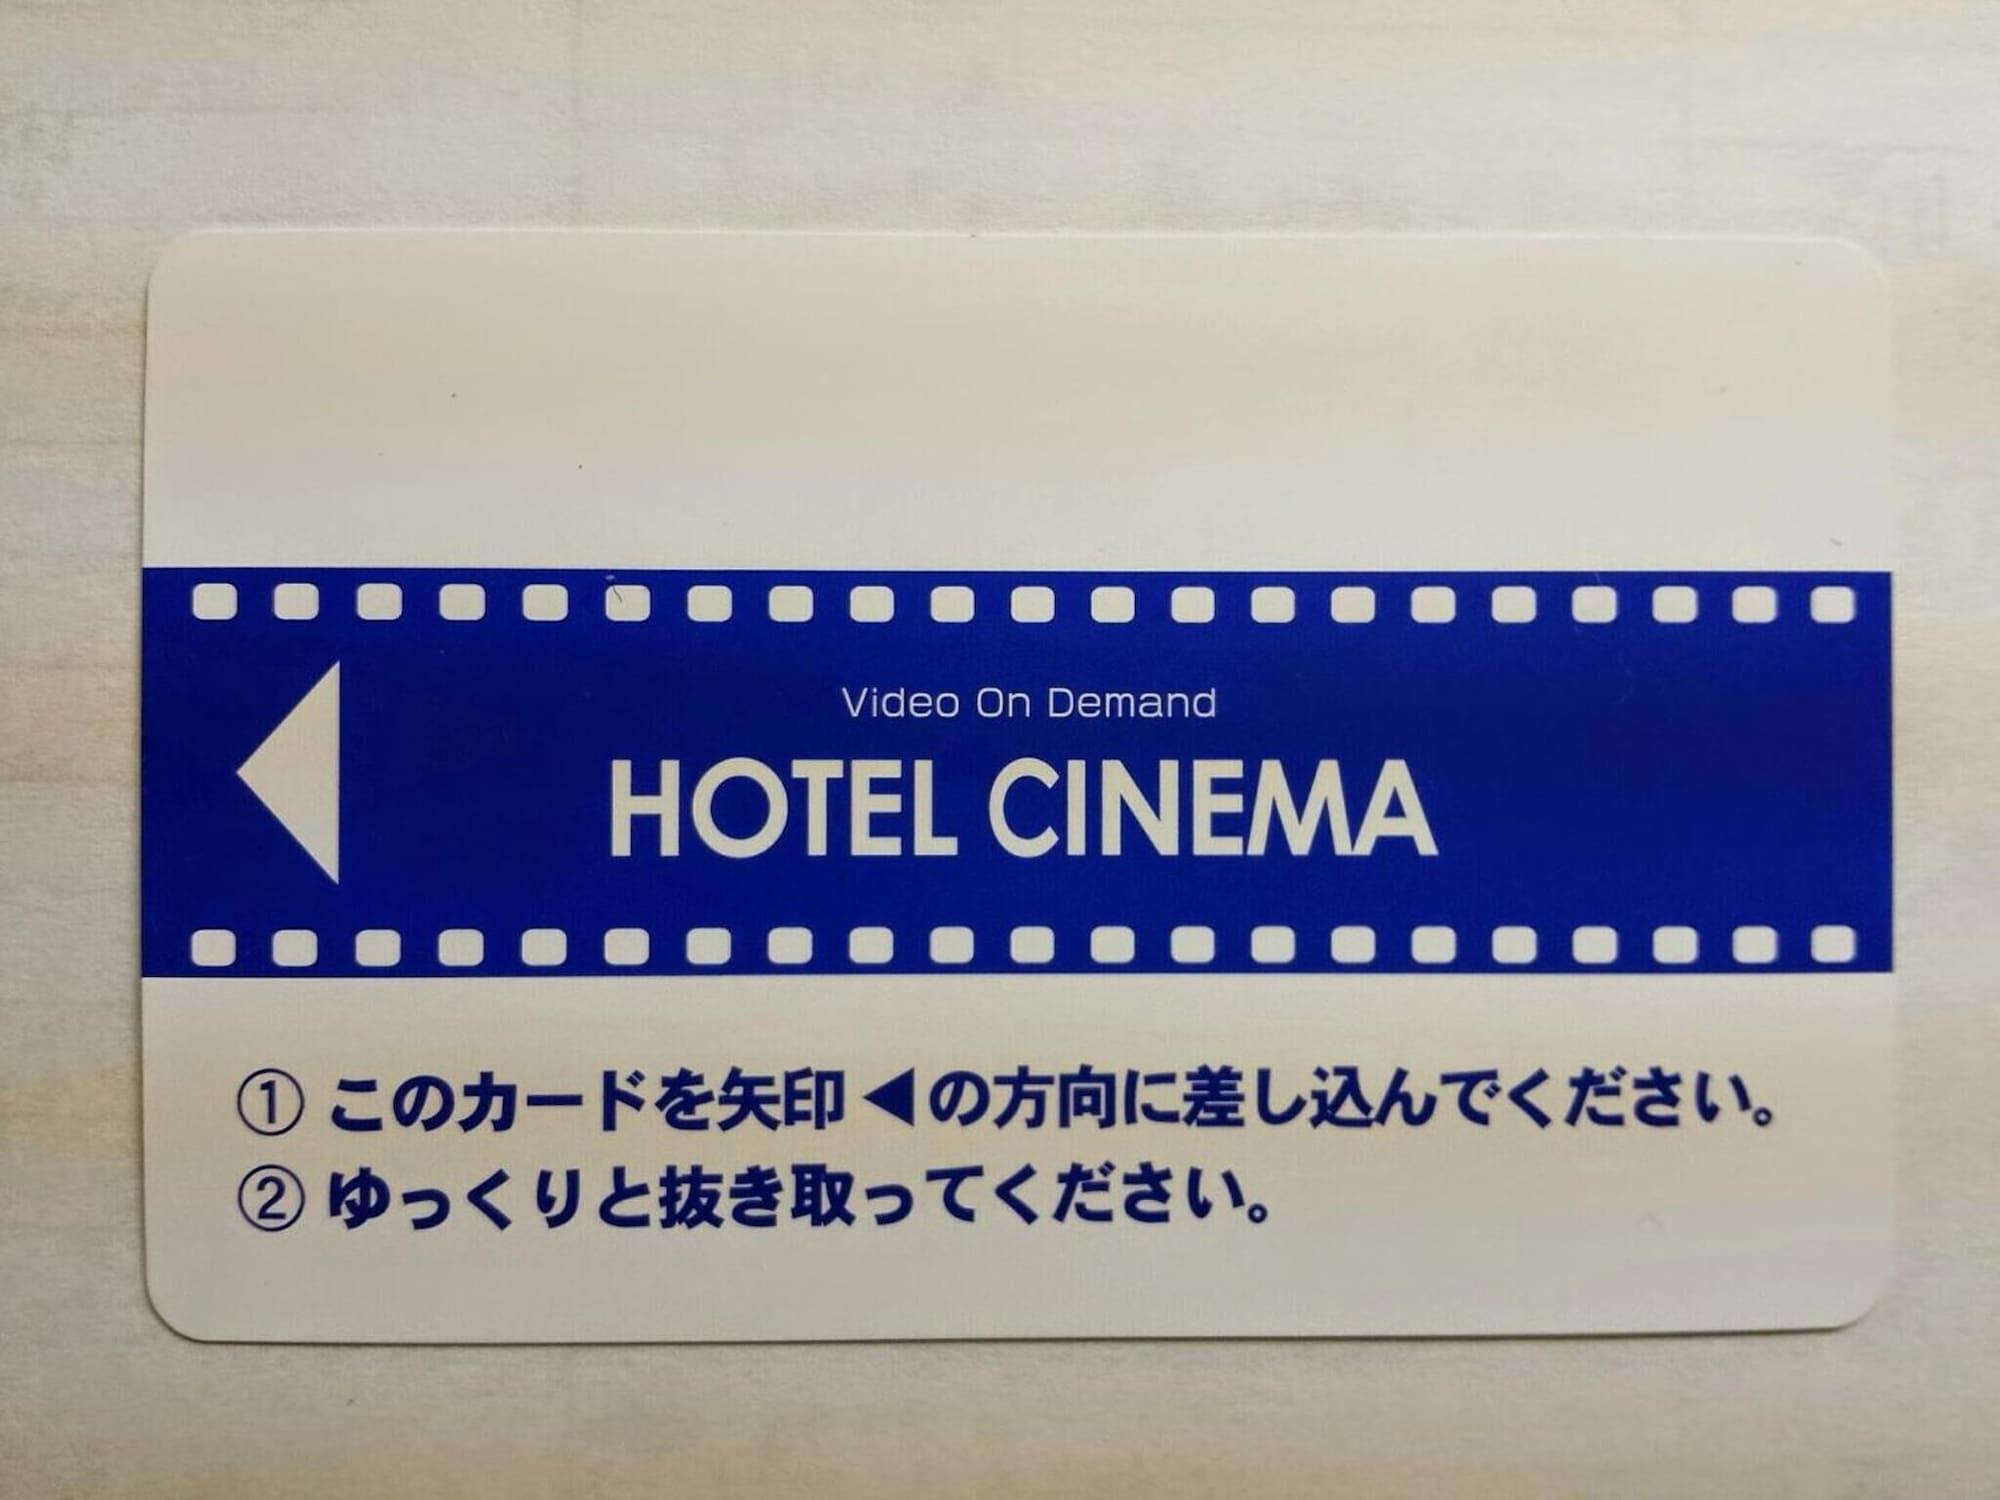 Video On Demand
HOTEL CINEMA
① このカードを矢印◀の方向に差し込んでください。
② ゆっくりと抜き取ってください。